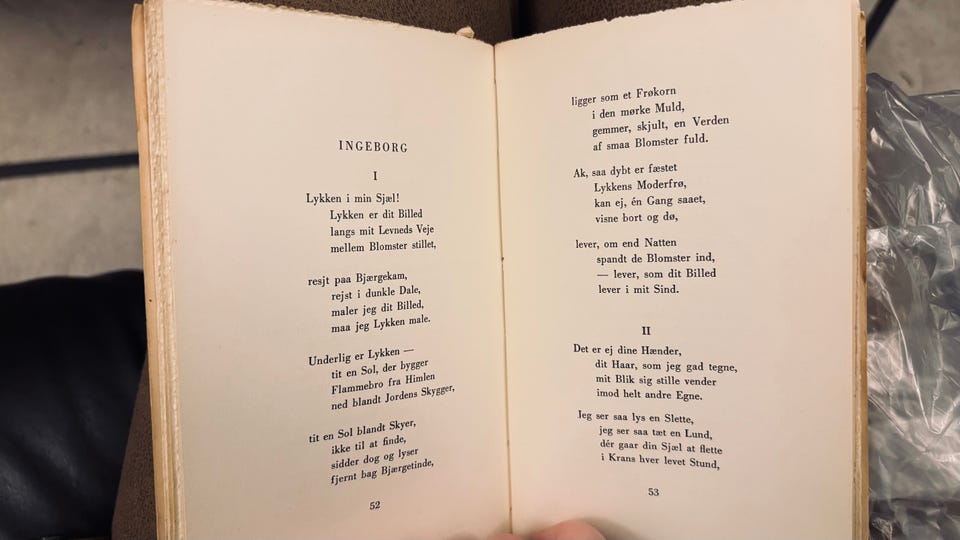 INGEBORG
I
Lykken i min Sjæl!
Lykken er dit Billed
langs mit Levneds Veje
mellem Blomster stillet,
resjt paa Bjærgekam,
rejst i dunkle Dale,
maler jeg dit Billed,
maa jeg Lykken male.
Underlig er Lykken —
tit en Sol, der bygger
Flammebro fra Himlen
ned blandt Jordens Skygger,
tit en Sol blandt Skyer,
ikke til at finde,
sidder dog og lyser
fjernt bag Bjærgetinde,
52
ligger som et Frøkorn
i den mørke Muld,
gemmer, skjult, en Verden
af smaa Blomster fuld.
Ak, saa dybt er fæstet
Lykkens Moderfrø,
kan ej, én Gang saaet,
visne bort og dø,
lever, om end Natten
spandt de Blomster ind,
— lever, som dit Billed
lever i mit Sind.
II
Det er ej dine Hænder,
dit Haar, som jeg gad tegne,
mit Blik sig stille vender
imod helt andre Egne.
Jeg ser saa lys en Slette,
jeg ser saa tæt en Lund,
dér gaar din Sjæl at flette
i Krans hver levet Stund,
53